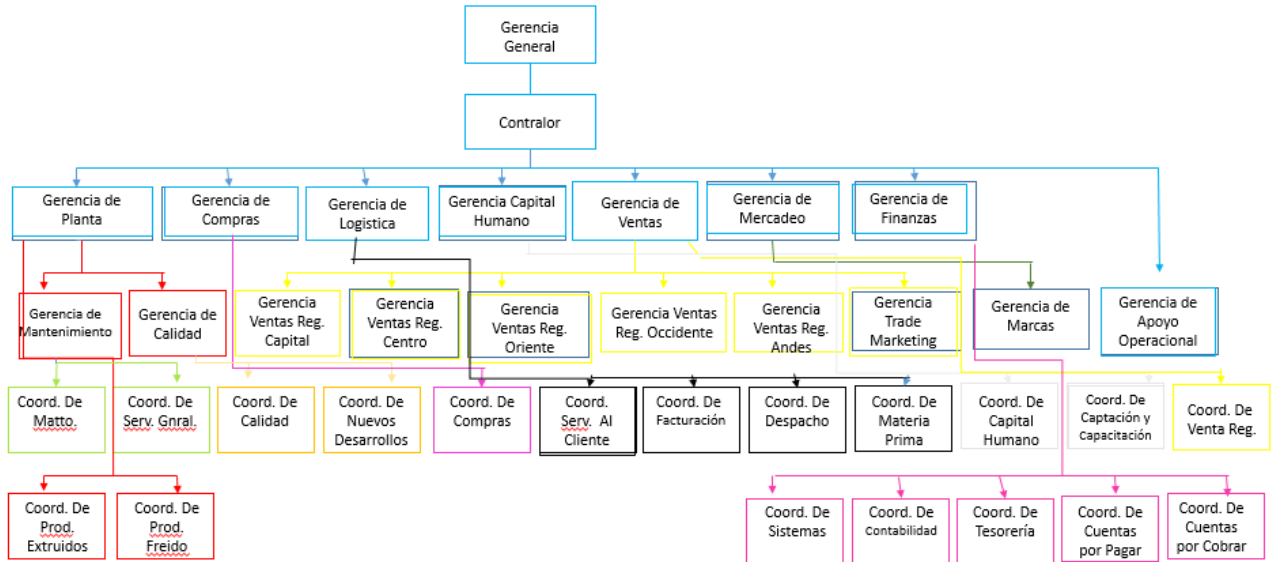 Gerencia
General
Contralor
Gerencia de
Planta
Gerencia de
Compras
Gerencia de
Logistica
Gerencia Capital
Humano
Gerencia de
Ventas
Gerencia de
Mercadeo
Gerencia de
Finanzas
Gerencia de
Mantenimiento
Gerencia de
Calidad
Gerencia
Ventas Reg.
Capital
Gerencia
Ventas Reg.
Centro
Gerencia
Ventas Reg.
Oriente
Gerencia Ventas
Reg. Occidente
Gerencia
Ventas Reg.
Andes
Gerencia
Trade
Marketing
Gerencia de
Marcas
Gerencia de
Apoyo
Operacional
Coord. De
Matto.
Coord. De
Serv. Gnral.
Coord. De
Calidad
Coord. De
Nuevos
Desarrollos
Coord. De
Compras
Coord.
Serv. Al
Cliente
Coord. De
Facturación
Coord. De
Despacho
Coord. De
Materia
Prima
Coord. De
Capital
Humano
Coord. De
Captación y
Capacitación
Coord. De
Venta Reg.
Coord. De
Prod.
Extruidos
Coord. De
Prod.
Freido
Coord. De
Sistemas
Coord. De
Contabilidad
Coord. De
Tesorería
Coord. De
Cuentas
por Pagar
Coord. De
Cuentas
por Cobrar